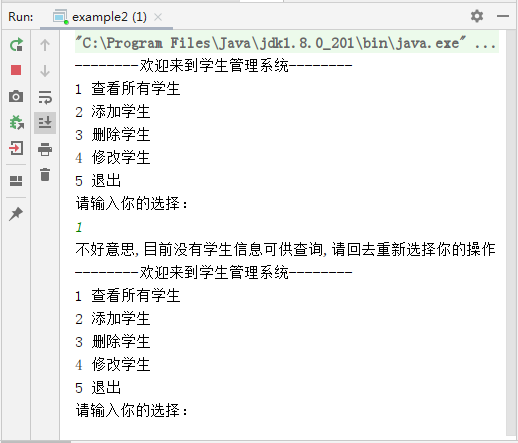 Run: example2 (1)
"C:\Program Files\Java\jdk1.8.0_201\bin\java.exe" ...
--------欢迎来到学生管理系统--------
1 查看所有学生
2 添加学生
3 删除学生
4 修改学生
5 退出
请输入你的选择:
1
不好意思,目前没有学生信息可供查询,请回去重新选择你的操作
--------欢迎来到学生管理系统--------
1 查看所有学生
2 添加学生
3 删除学生
4 修改学生
5 退出
请输入你的选择: